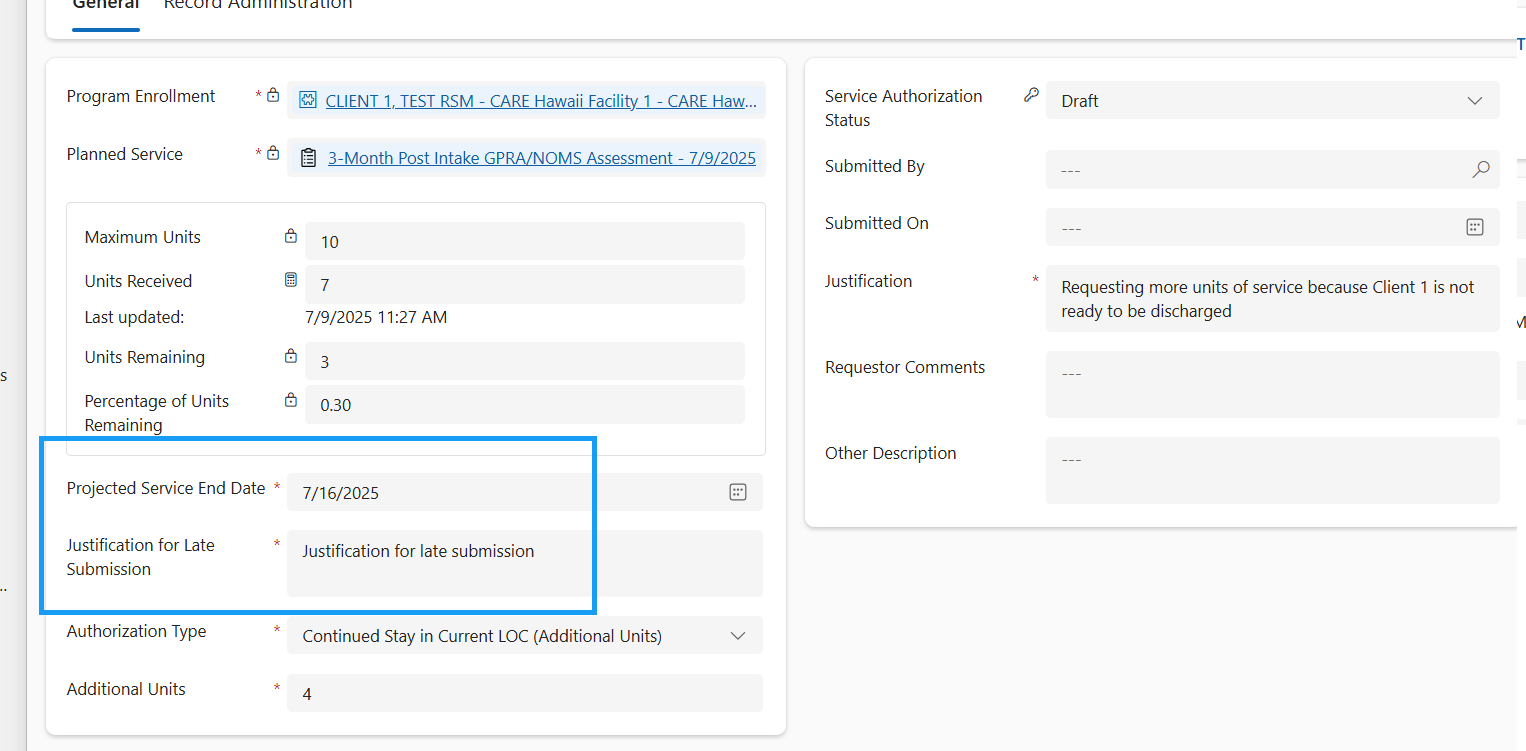 General Record Administration
Program Enrollment * CLIENT 1, TEST RSM - CARE Hawaii Facility 1 - CARE Haw...
Planned Service * 3-Month Post Intake GPRA/NOMS Assessment - 7/9/2025
Maximum Units 10
Units Received 7
Last updated: 7/9/2025 11:27 AM
Units Remaining 3
Percentage of Units
Remaining
0.30
Projected Service End Date * 7/16/2025
Justification for Late
Submission
* Justification for late submission
Authorization Type * Continued Stay in Current LOC (Additional Units)
Additional Units * 4
Service Authorization
Status
Draft
Submitted By ---
Submitted On ---
Justification * Requesting more units of service because Client 1 is not
ready to be discharged
Requestor Comments ---
Other Description ---
s
..
T